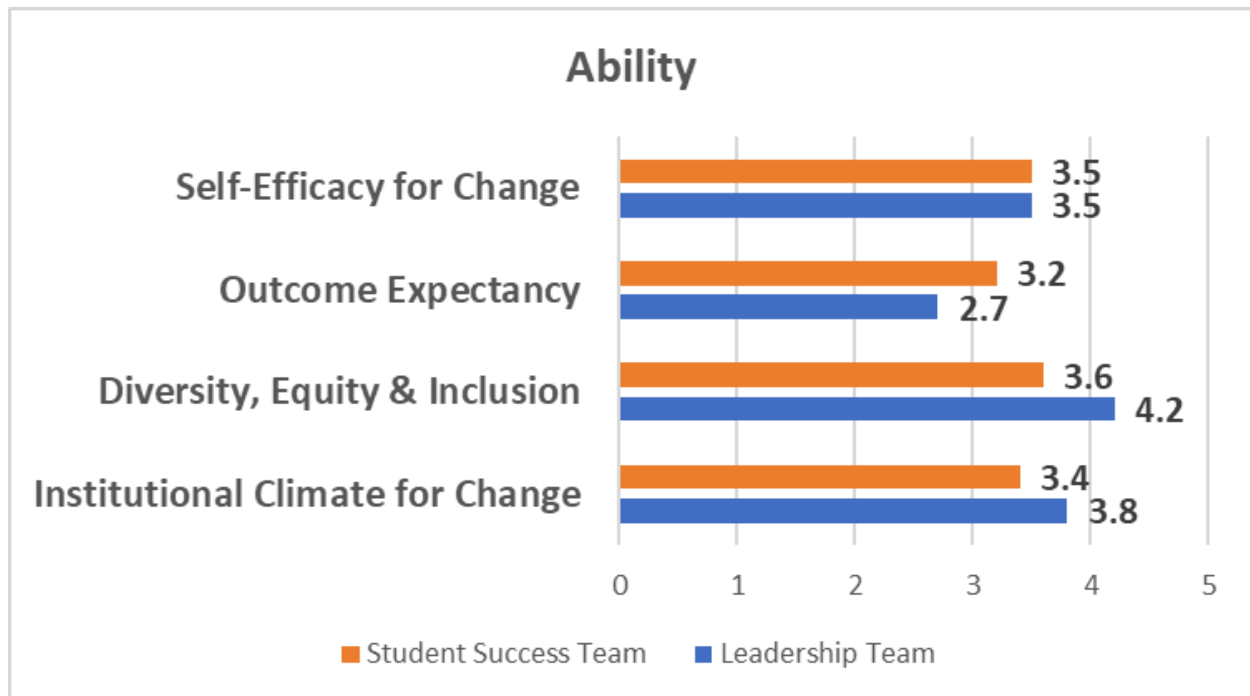 Ability
Self-Efficacy for Change
3.5
3.5
Outcome Expectancy
3.2
2.7
Diversity, Equity & Inclusion
3.6
4.2
Institutional Climate for Change
3.4
3.8
0 1 2 3 4 5
Student Success Team Leadership Team